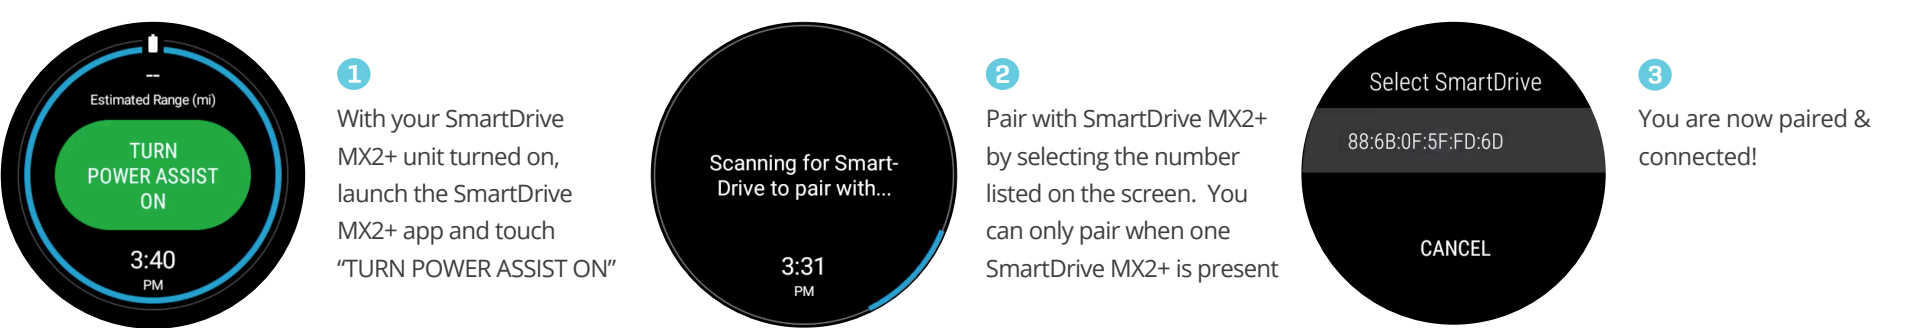 --
Estimated Range (mi)
TURN
POWER ASSIST
ON
3:40
PM
1
With your SmartDrive
MX2+ unit turned on,
launch the SmartDrive
MX2+ app and touch
“TURN POWER ASSIST ON”
Scanning for Smart-
Drive to pair with...
3:31
PM
2
Pair with SmartDrive MX2+
by selecting the number
listed on the screen.  You
can only pair when one
SmartDrive MX2+ is present
Select SmartDrive
88:6B:0F:5F:FD:6D
CANCEL
3
You are now paired &
connected!